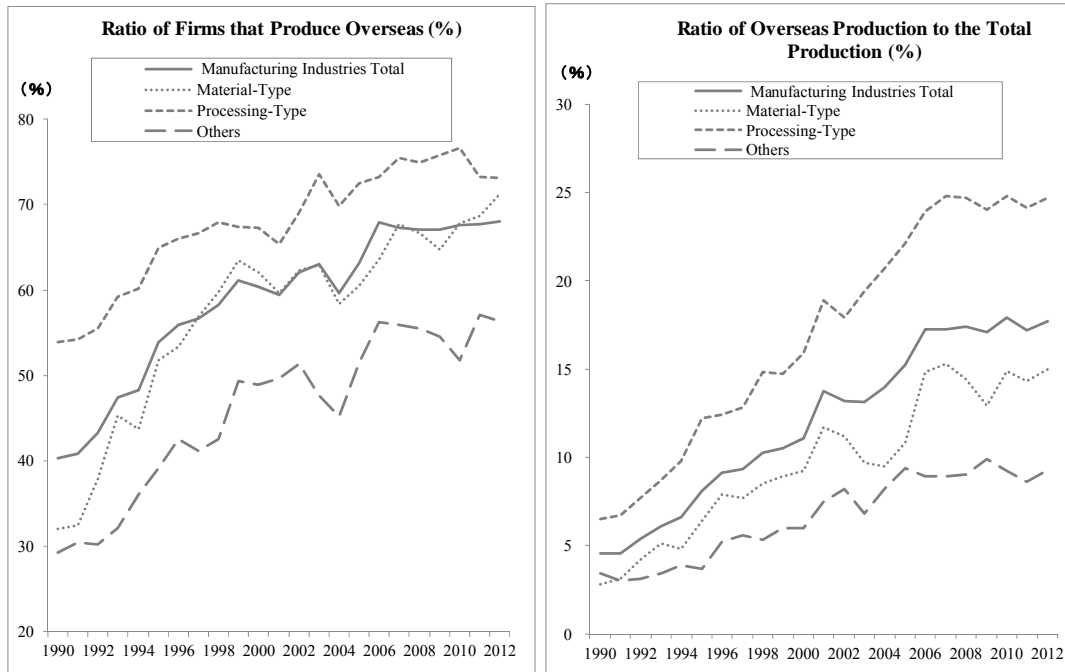 Ratio of Firms that Produce Overseas (%)
Manufacturing Industries Total
Material-Type
Processing-Type
Others
(%)
80
70
60
50
40
30
20
1990 1992 1994 1996 1998 2000 2002 2004 2006 2008 2010 2012
Ratio of Overseas Production to the Total
Production (%)
(%)
Manufacturing Industries Total
Material-Type
Processing-Type
Others
30
25
20
15
10
5
0
1990 1992 1994 1996 1998 2000 2002 2004 2006 2008 2010 2012